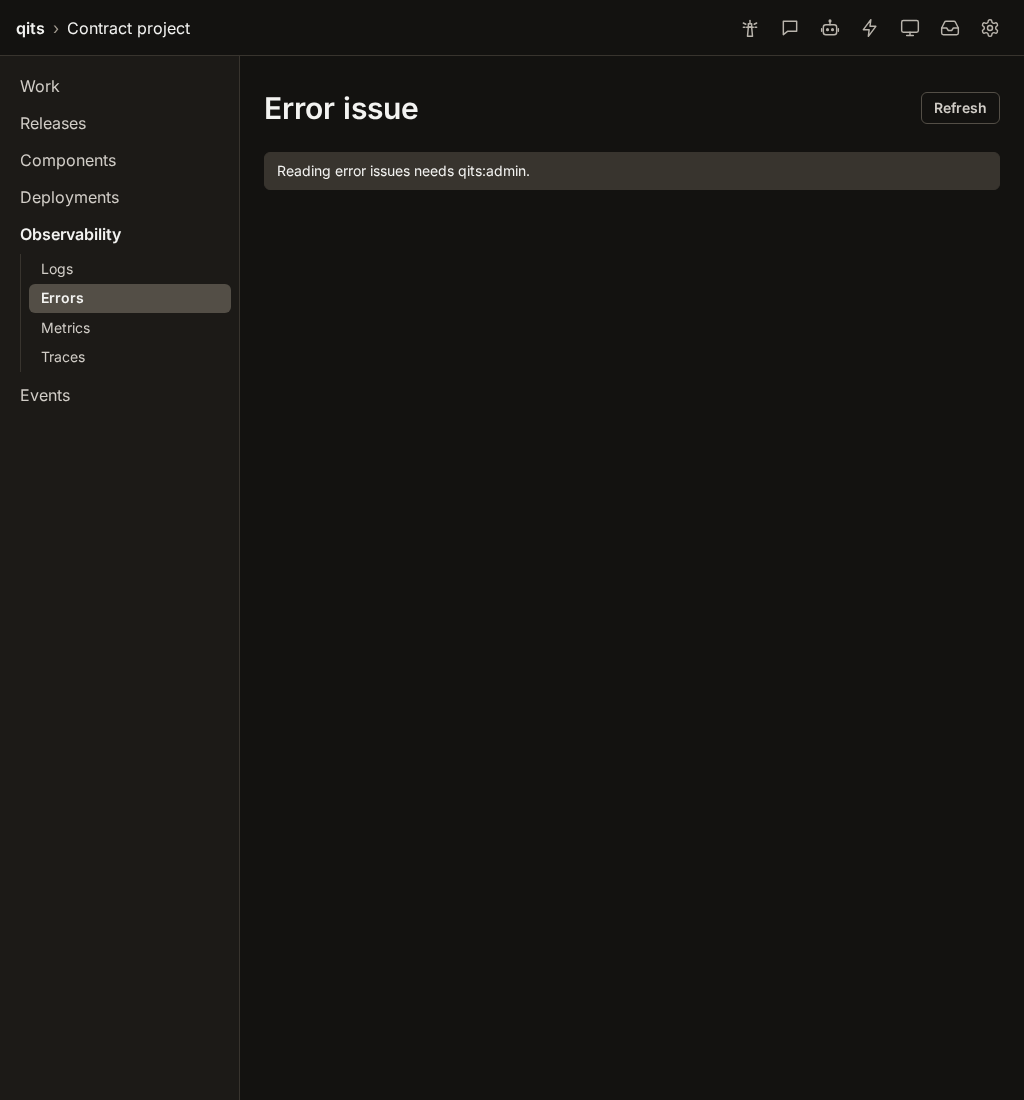 qits › Contract project
Work
Releases
Components
Deployments
Observability
Logs
Errors
Metrics
Traces
Events
Error issue
Refresh
Reading error issues needs qits:admin.